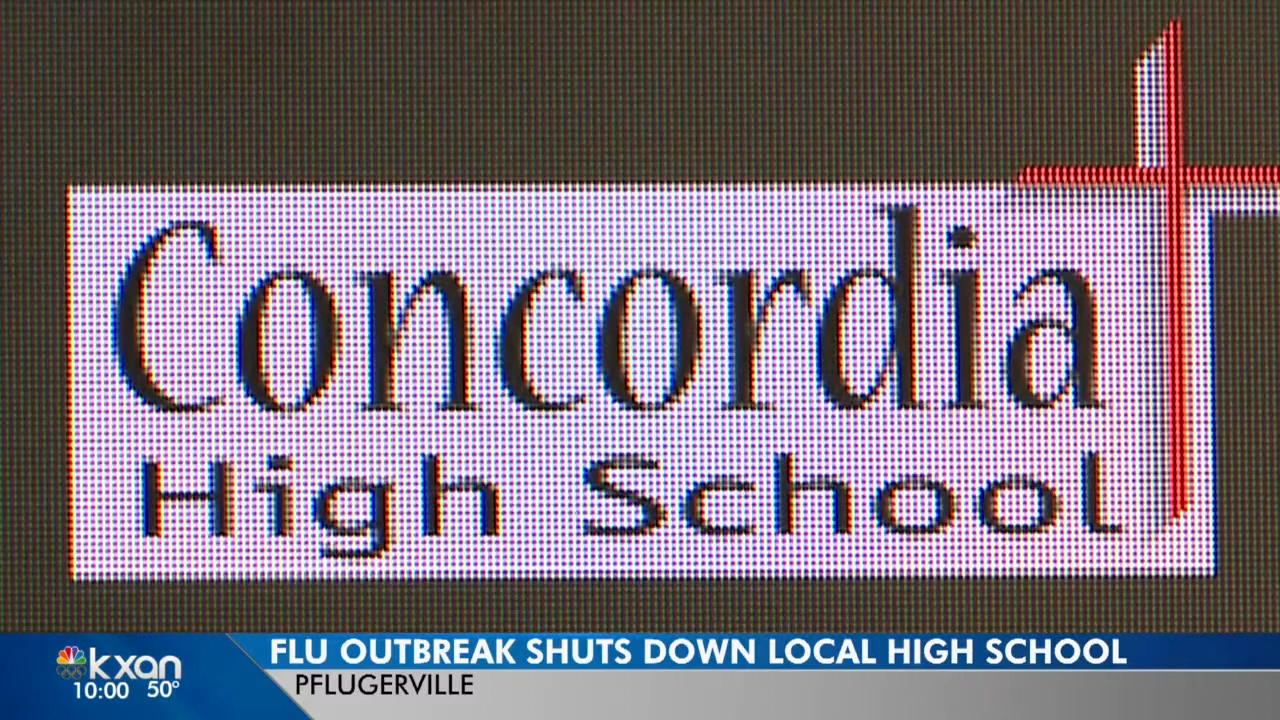 Concordia
High School
FLU OUTBREAK SHUTS DOWN LOCAL HIGH SCHOOL
kxan
10:00 50°
PFLUGERVILLE